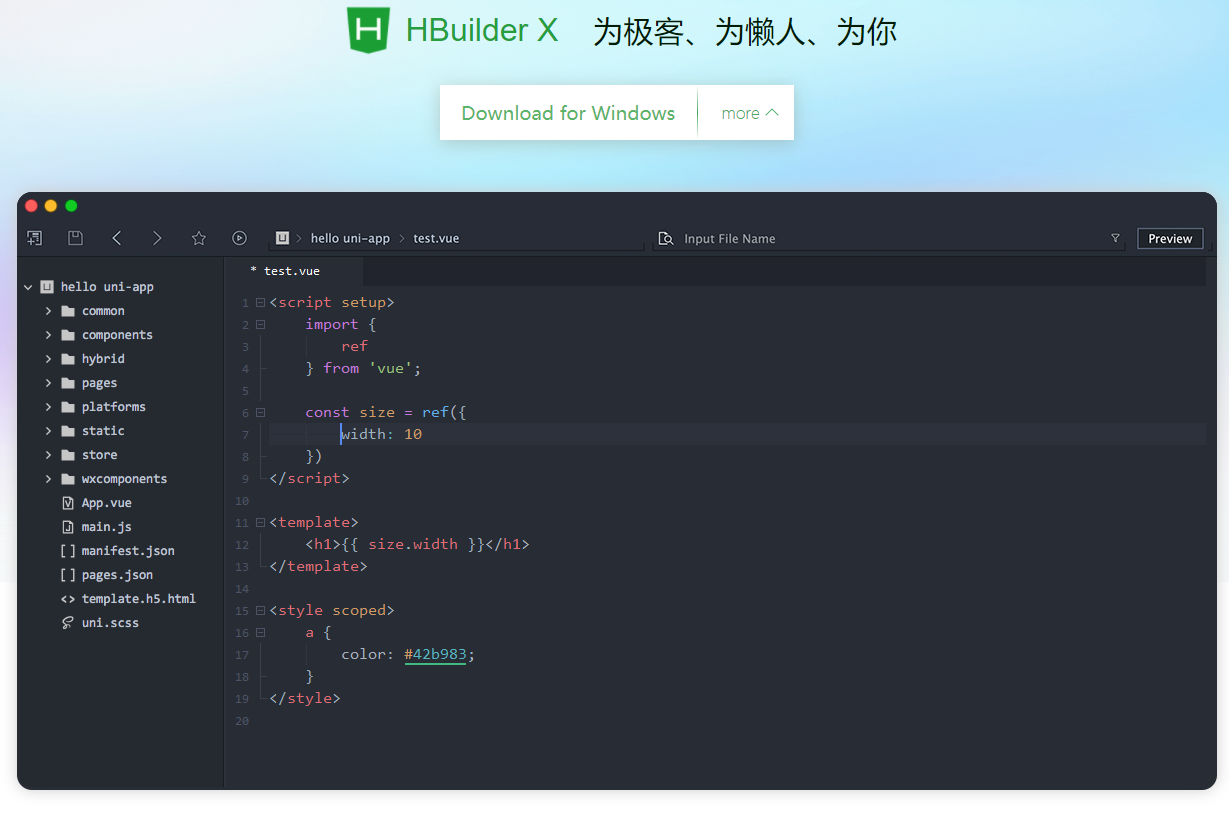 HBuilder X 为极客、为懒人、为你
Download for Windows more
hello uni-app test.vue Input File Name Preview
* test.vue
hello uni-app
common
components
hybrid
pages
platforms
static
store
wxcomponents
App.vue
main.js
manifest.json
pages.json
template.h5.html
uni.scss
1 <script setup>
2 import {
3 ref
4 } from 'vue';
5
6 const size = ref({
7 width: 10
8 })
9 </script>
10
11 <template>
12 <h1>{{ size.width }}</h1>
13 </template>
14
15 <style scoped>
16 a {
17 color: #42b983;
18 }
19 </style>
20